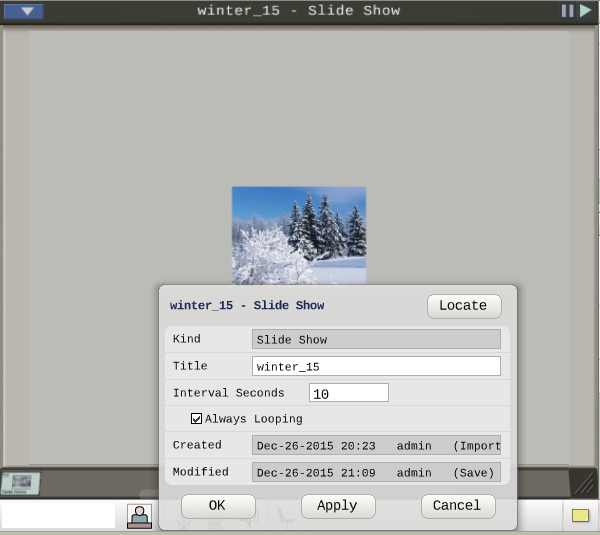 winter_15 - Slide Show
winter_15 - Slide Show Locate
Kind Slide Show
Title winter_15
Interval Seconds 10
Always Looping
Created Dec-26-2015 20:23 admin (Import
Modified Dec-26-2015 21:09 admin (Save)
Slide Show
OK Apply Cancel